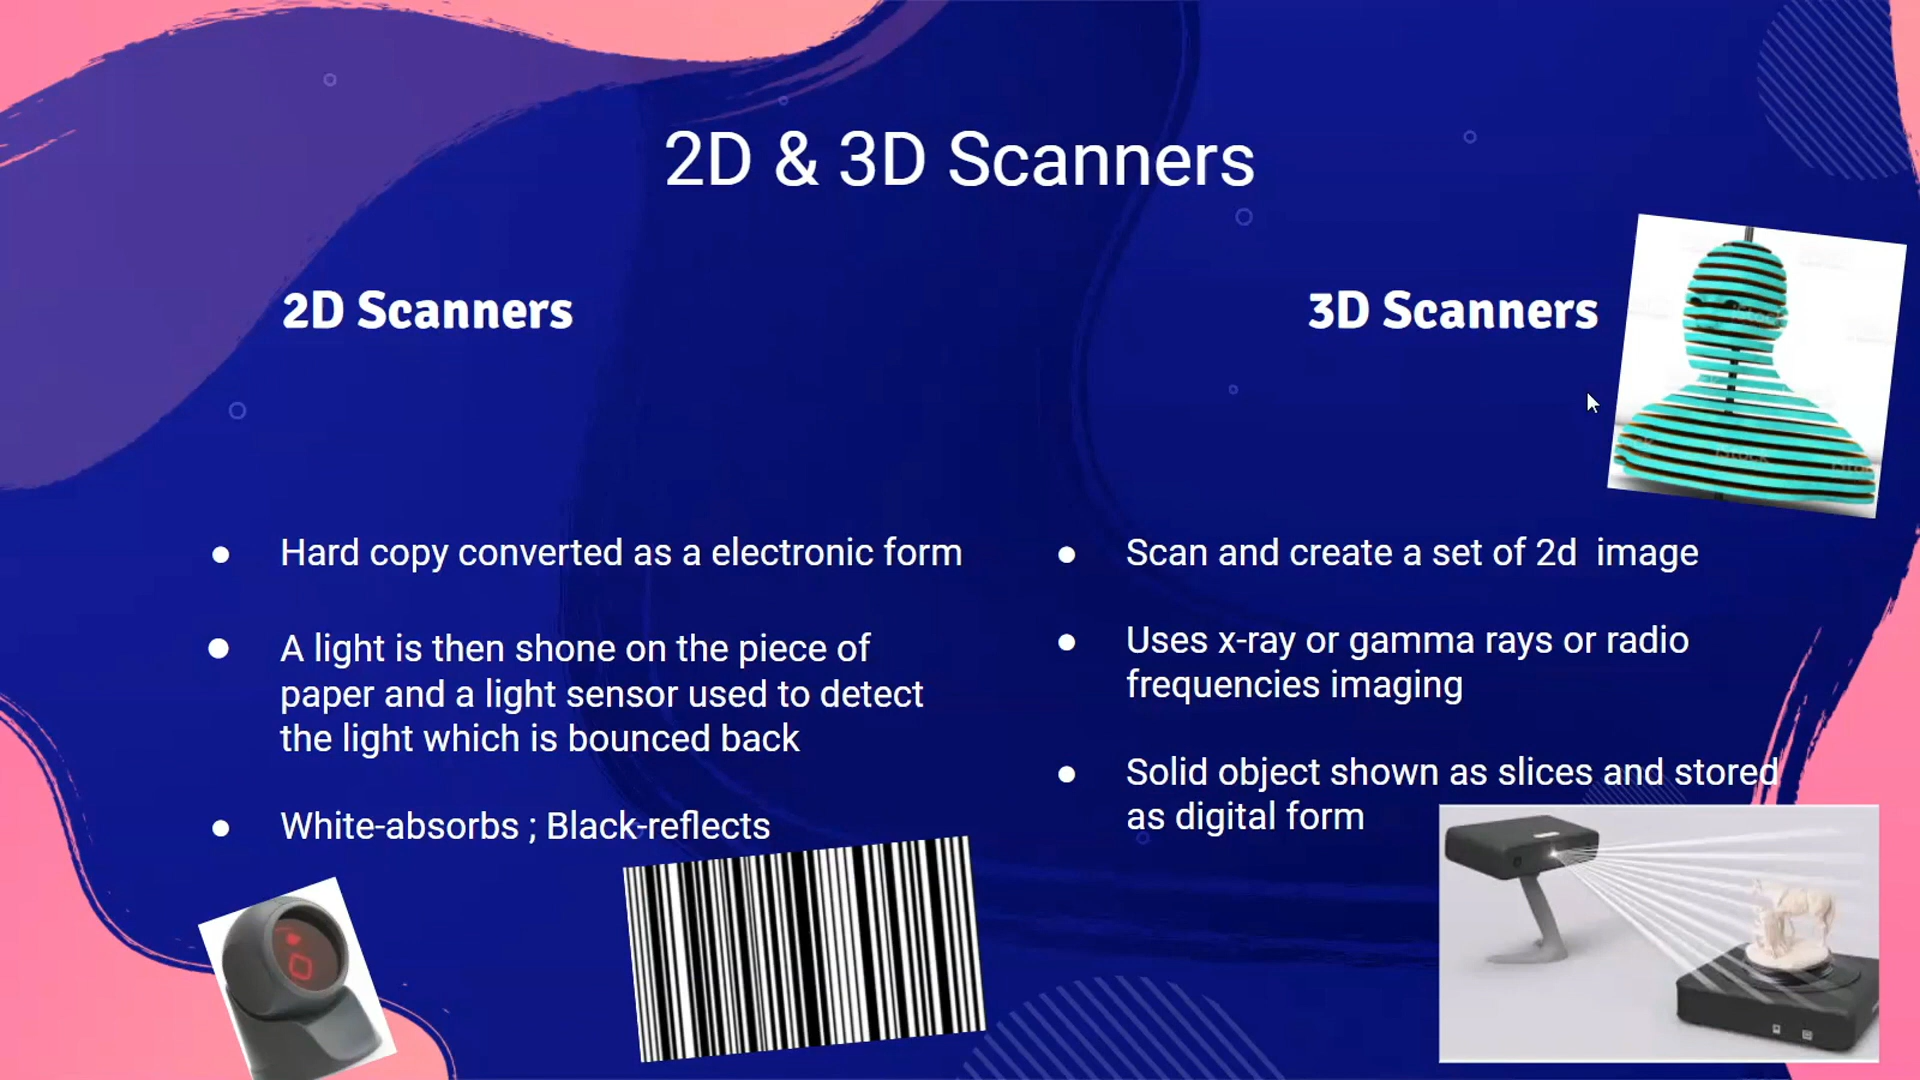 2D & 3D Scanners
2D Scanners
3D Scanners
Hard copy converted as a electronic form
A light is then shone on the piece of
paper and a light sensor used to detect
the light which is bounced back
White-absorbs ; Black-reflects
Scan and create a set of 2d  image
Uses x-ray or gamma rays or radio
frequencies imaging
Solid object shown as slices and stored
as digital form
iStock